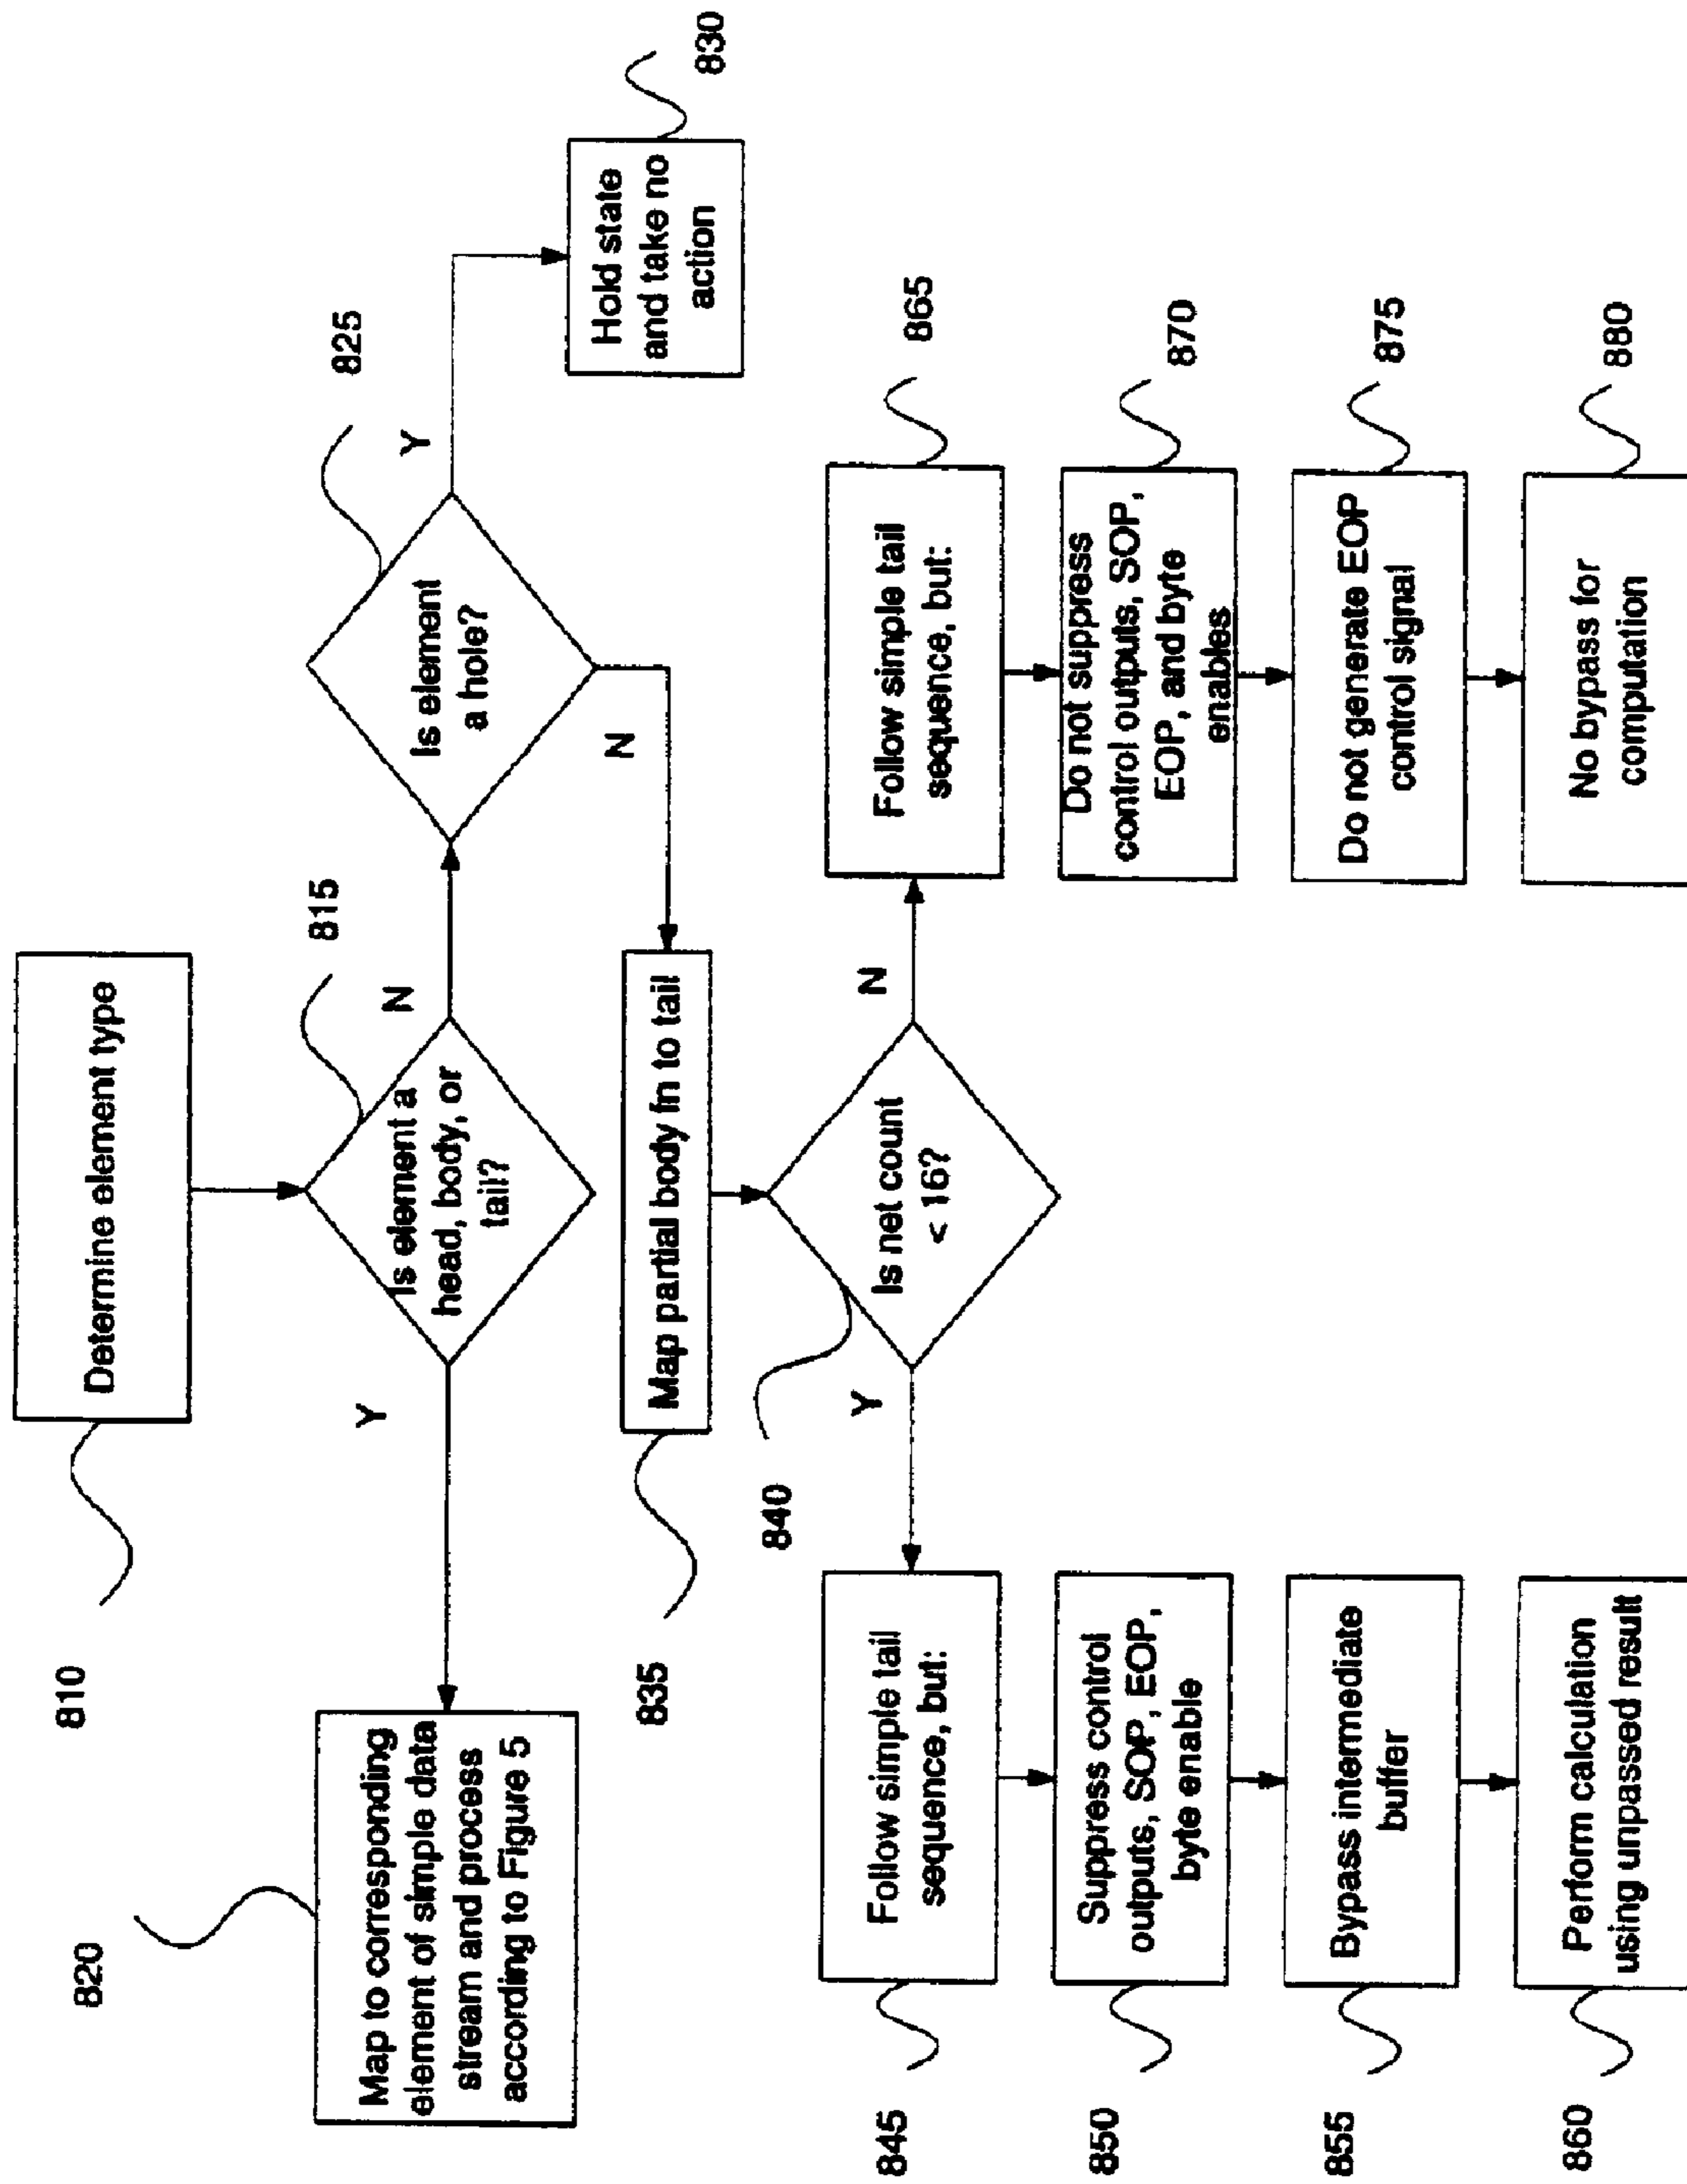 810
Determine element type
815
Is element a
head, body, or
tail?
Y
N
820
Map to corresponding
element of simple data
stream and process
according to Figure 5
825
Is element
a hole?
Y
N
830
Hold state
and take no
action
835
Map partial body fn to tail
840
Is net count
< 16?
Y
N
845
Follow simple tail
sequence, but:
850
Suppress control
outputs, SOP, EOP,
byte enable
855
Bypass intermediate
buffer
860
Perform calculation
using unpassed result
865
Follow simple tail
sequence, but:
870
Do not suppress
control outputs, SOP,
EOP, and byte
enables
875
Do not generate EOP
control signal
880
No bypass for
computation